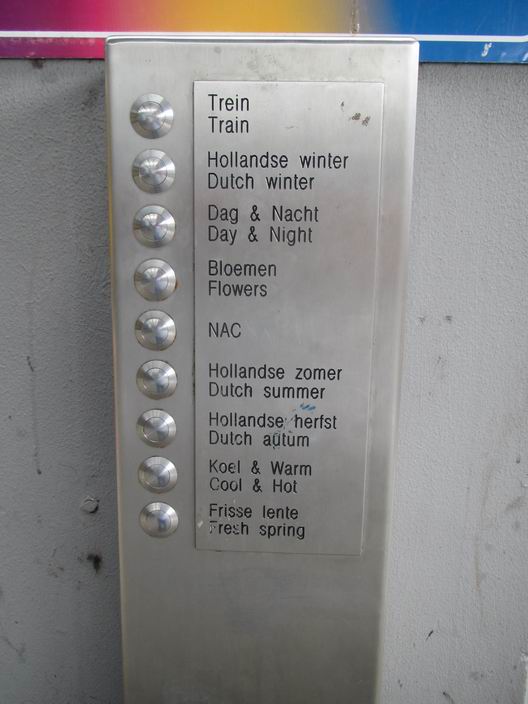 Trein
Train
Hollandse winter
Dutch winter
Dag & Nacht
Day & Night
Bloemen
Flowers
NAC
Hollandse zomer
Dutch summer
Hollandse herfst
Dutch autum
Koel & Warm
Cool & Hot
Frisse lente
Fresh spring